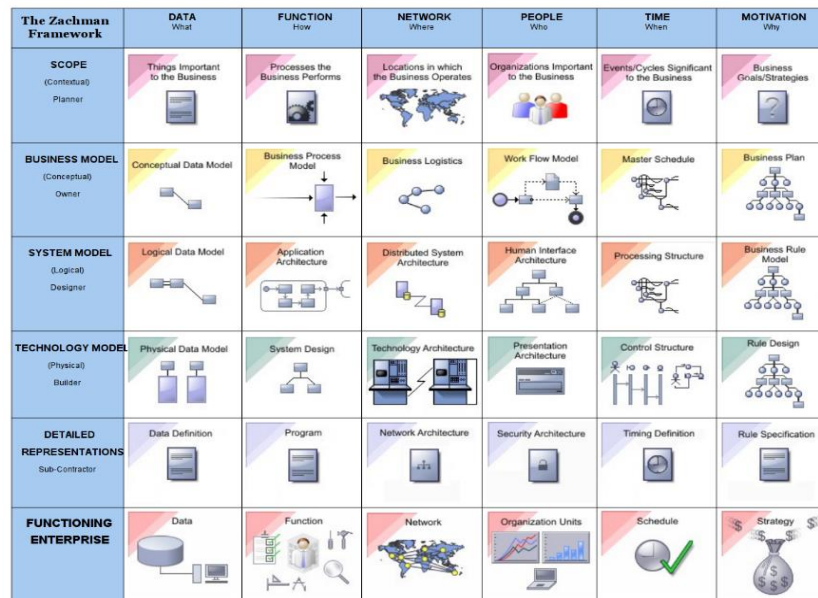 The Zachman
Framework
DATA
What
FUNCTION
How
NETWORK
Where
PEOPLE
Who
TIME
When
MOTIVATION
Why
SCOPE
(Contextual)
Planner
Things Important
to the Business
Processes the
Business Performs
Locations in which
the Business Operates
Organizations Important
to the Business
Events/Cycles Significant
to the Business
Business
Goals/Strategies
?
BUSINESS MODEL
(Conceptual)
Owner
Conceptual Data Model
Business Process
Model
Business Logistics
Work Flow Model
Master Schedule
Business Plan
SYSTEM MODEL
(Logical)
Designer
Logical Data Model
Application
Architecture
Distributed System
Architecture
Human Interface
Architecture
Processing Structure
Business Rule
Model
TECHNOLOGY MODEL
(Physical)
Builder
Physical Data Model
System Design
Technology Architecture
Presentation
Architecture
Control Structure
Rule Design
DETAILED
REPRESENTATIONS
Sub-Contractor
Data Definition
Program
Network Architecture
Security Architecture
Timing Definition
Rule Specification
FUNCTIONING
ENTERPRISE
Data
Function
Network
Organization Units
Schedule
Strategy
$ $ $ $
$
$ $
$ $